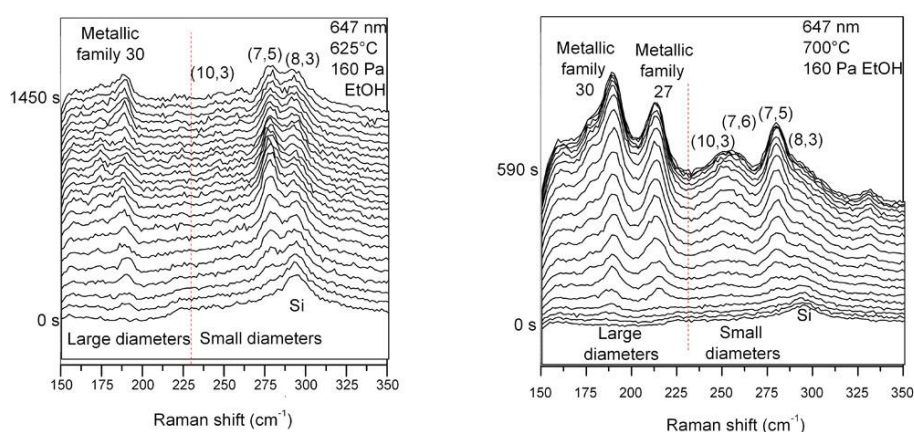 Metallic
family 30
(10,3)
(7,5)
(8,3)
647 nm
625°C
160 Pa
EtOH
1450 s
0 s
Si
Large diameters
Small diameters
150 175 200 225 250 275 300 325 350
Raman shift (cm-1)
Metallic
family
30
Metallic
family
27
(10,3)
(7,6)
(7,5)
(8,3)
647 nm
700°C
160 Pa EtOH
590 s
0 s
Si
Large
diameters
Small
diameters
150 175 200 225 250 275 300 325 350
Raman shift (cm-1)